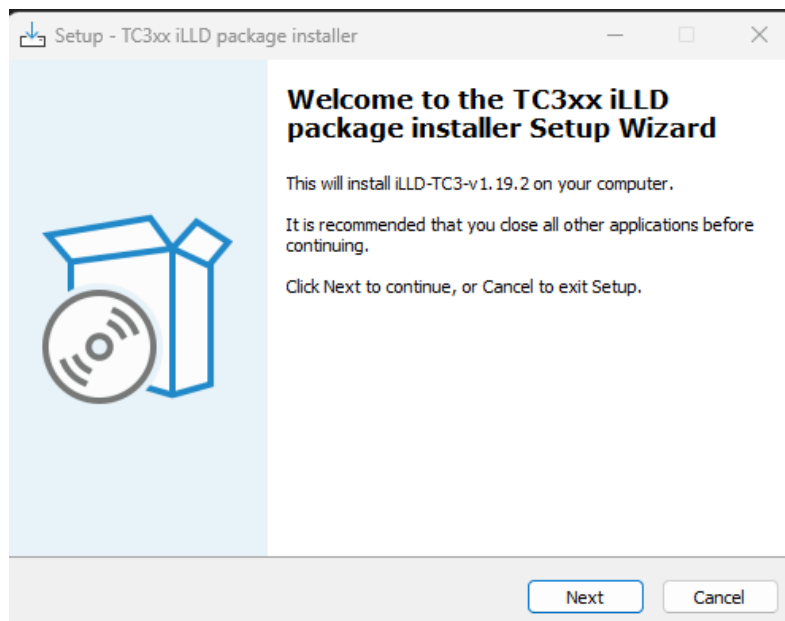 Setup - TC3xx iLLD package installer
Welcome to the TC3xx iLLD
package installer Setup Wizard
This will install iLLD-TC3-v1.19.2 on your computer.
It is recommended that you close all other applications before
continuing.
Click Next to continue, or Cancel to exit Setup.
Next
Cancel